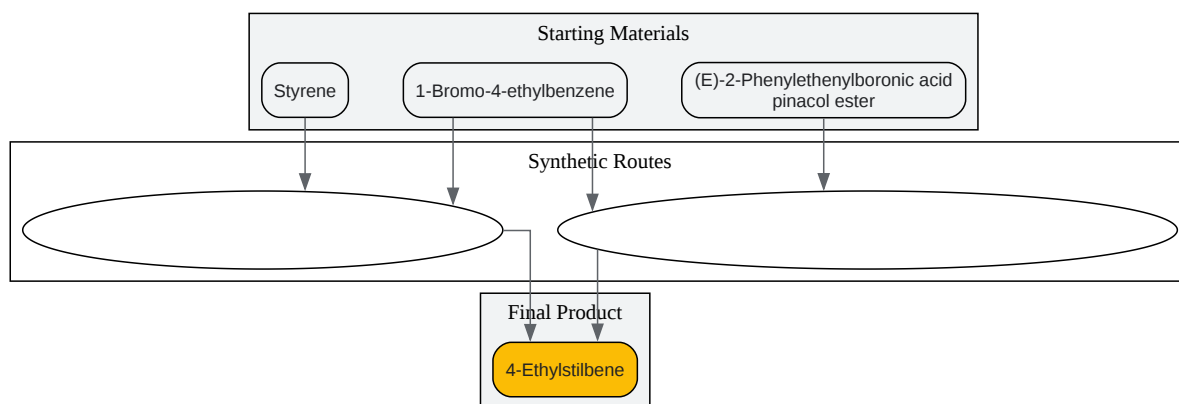 Starting Materials
Styrene
1-Bromo-4-ethylbenzene
(E)-2-Phenylethenylboronic acid
pinacol ester
Synthetic Routes
Final Product
4-Ethylstilbene